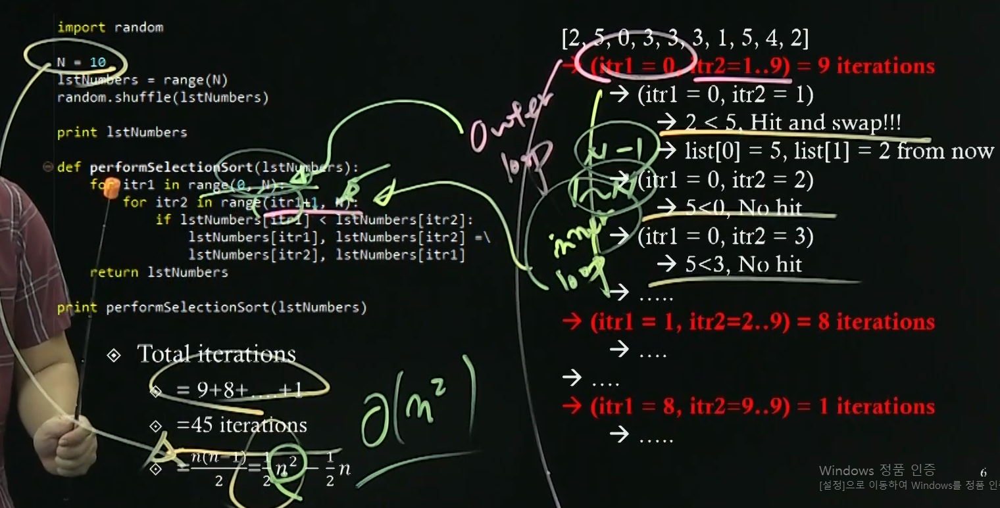 import random
N = 10
lstNumbers = range(N)
random.shuffle(lstNumbers)
print lstNumbers
def performSelectionSort(lstNumbers):
for itr1 in range(0, N):
for itr2 in range(itr1+1, N):
if lstNumbers[itr1] < lstNumbers[itr2]:
lstNumbers[itr1], lstNumbers[itr2] =\
lstNumbers[itr2], lstNumbers[itr1]
return lstNumbers
print performSelectionSort(lstNumbers)
Total iterations
= 9+8+....+1
=45 iterations
=n(n−1)/2=1/2 n² − 1/2 n
O(n²)
Outer
loop
N-1
1~N
inner
loop
[2, 5, 0, 3, 3, 3, 1, 5, 4, 2]
→ (itr1 = 0, itr2=1..9) = 9 iterations
→ (itr1 = 0, itr2 = 1)
→ 2 < 5, Hit and swap!!!
→ list[0] = 5, list[1] = 2 from now
→ (itr1 = 0, itr2 = 2)
→ 5<0, No hit
→ (itr1 = 0, itr2 = 3)
→ 5<3, No hit
→ .....
→ (itr1 = 1, itr2=2..9) = 8 iterations
→ ....
→ ....
→ (itr1 = 8, itr2=9..9) = 1 iterations
→ .....
Windows 정품 인증
[설정]으로 이동하여 Windows를 정품 인
6